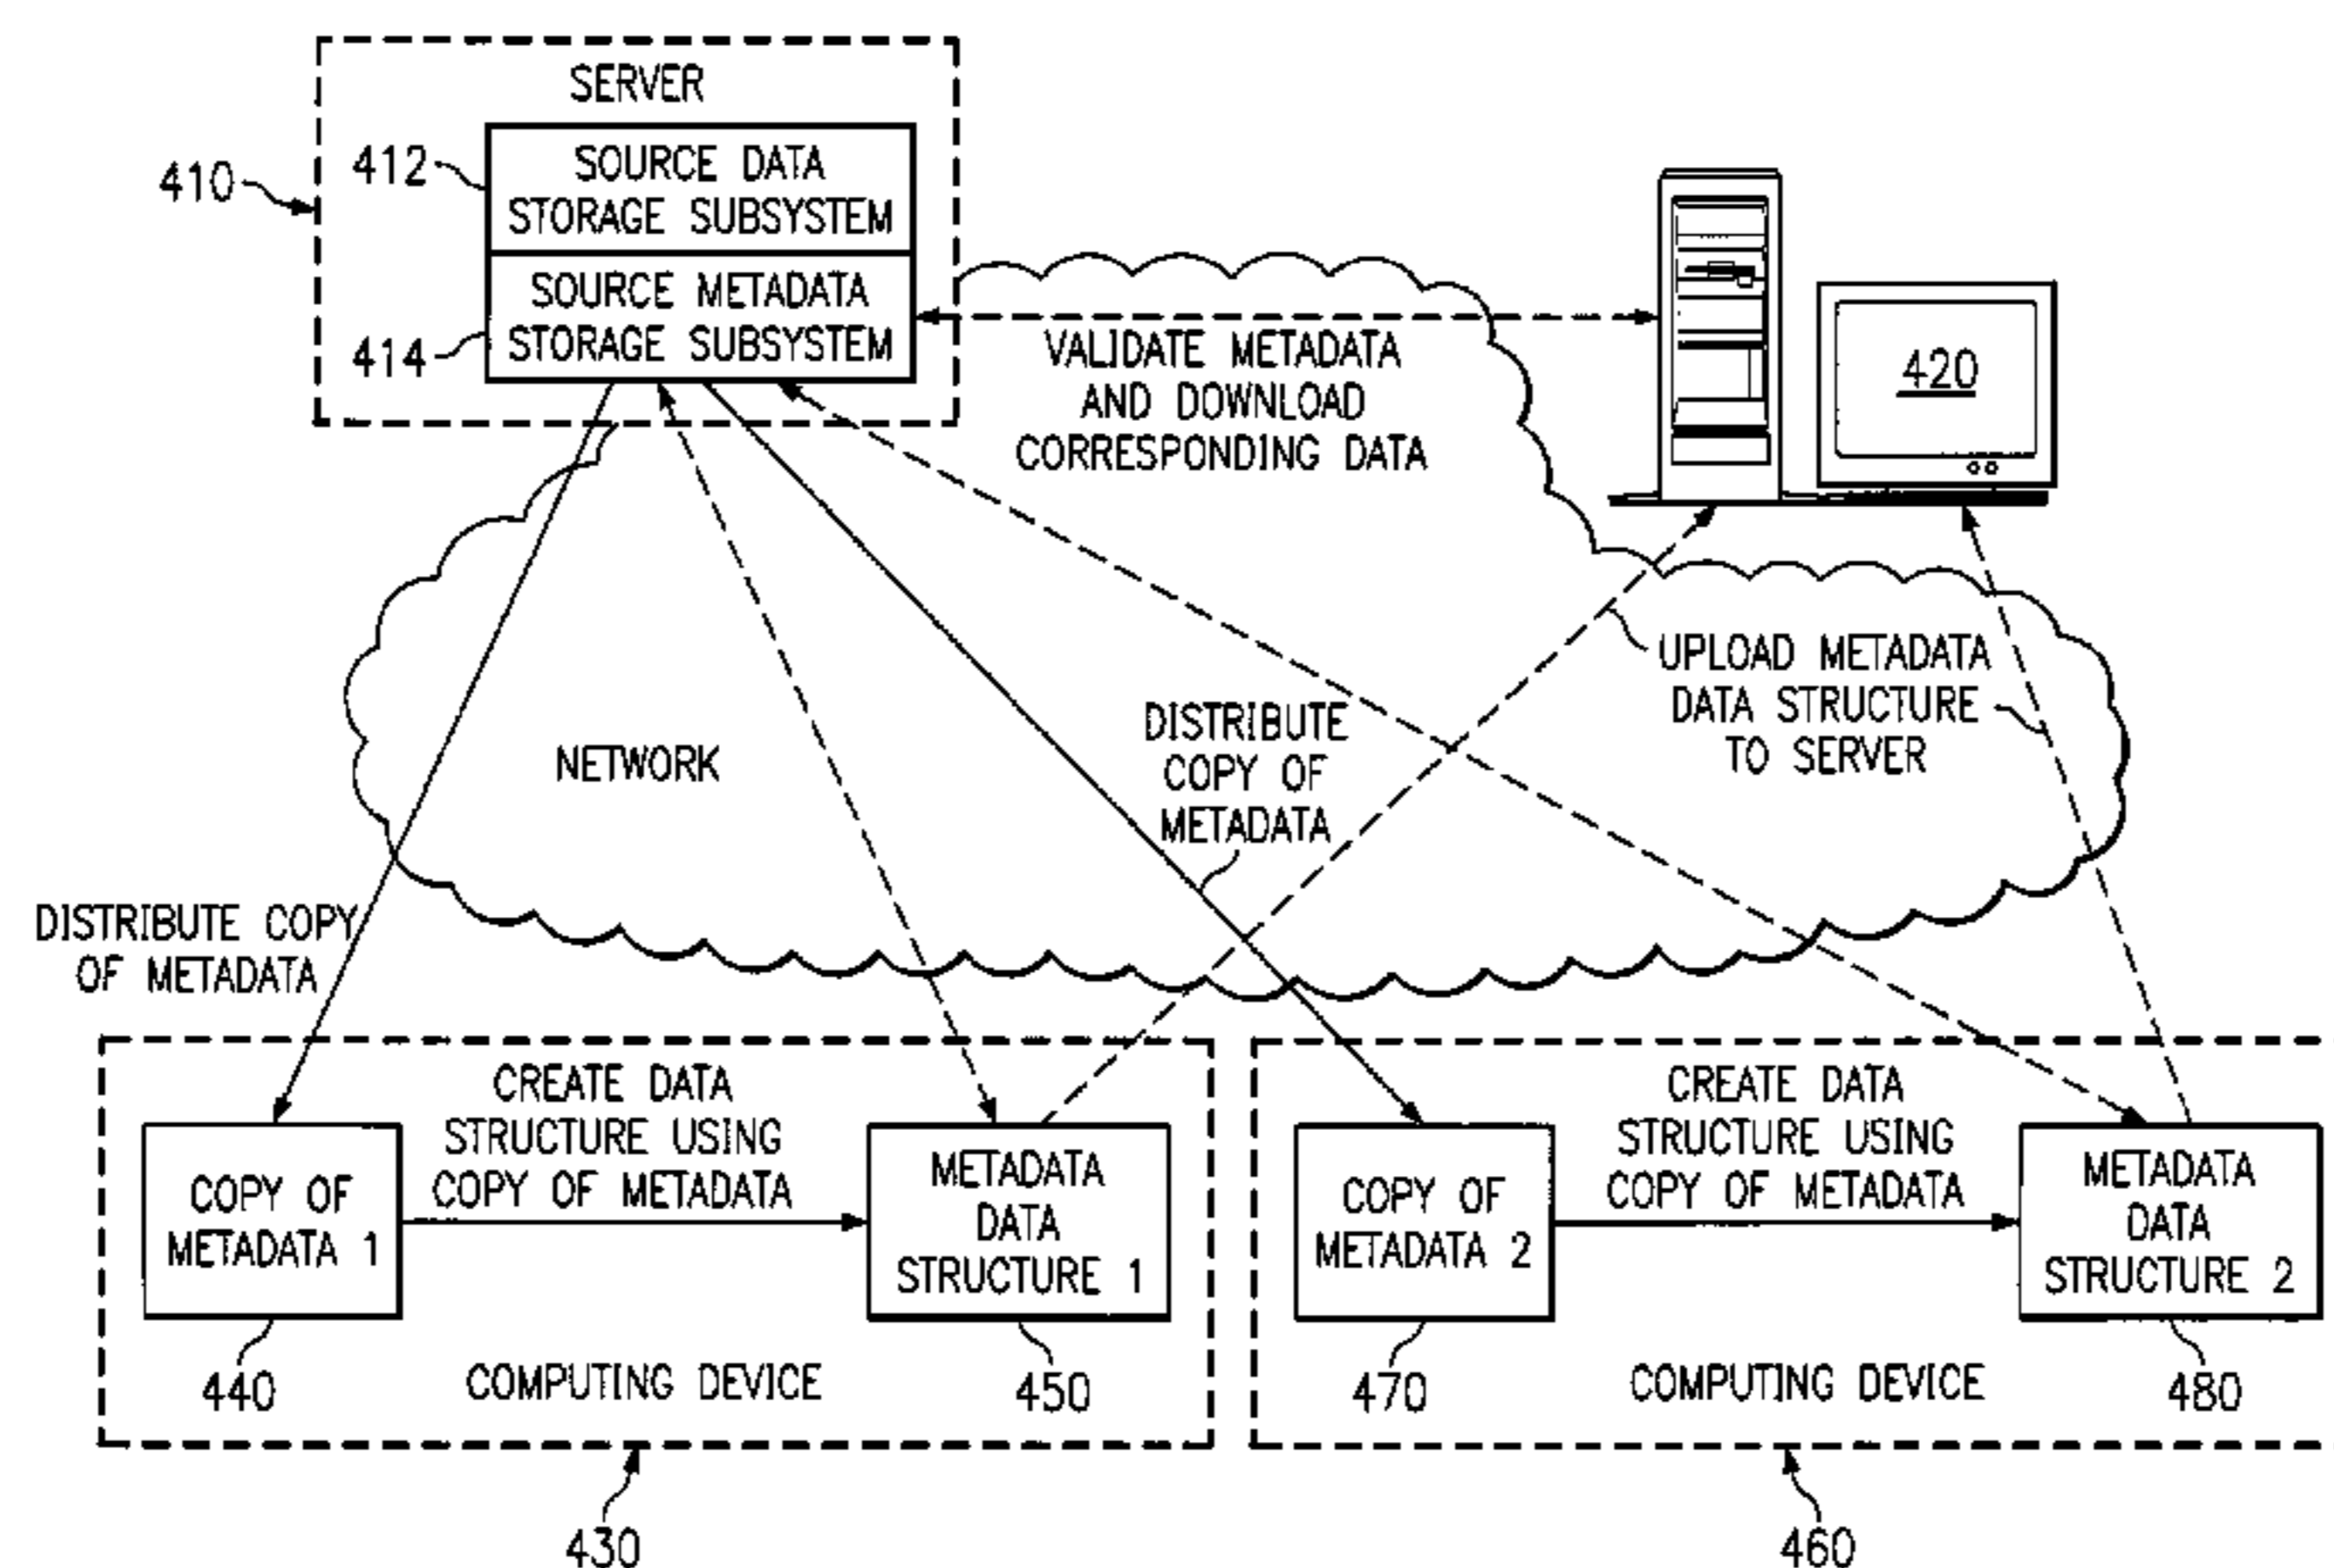 SERVER
410
412
SOURCE DATA
STORAGE SUBSYSTEM
414
SOURCE METADATA
STORAGE SUBSYSTEM
VALIDATE METADATA
AND DOWNLOAD
CORRESPONDING DATA
420
UPLOAD METADATA
DATA STRUCTURE
TO SERVER
DISTRIBUTE
COPY OF
METADATA
NETWORK
DISTRIBUTE COPY
OF METADATA
CREATE DATA
STRUCTURE USING
COPY OF METADATA
COPY OF
METADATA 1
METADATA
DATA
STRUCTURE 1
440
COMPUTING DEVICE
450
430
CREATE DATA
STRUCTURE USING
COPY OF METADATA
COPY OF
METADATA 2
METADATA
DATA
STRUCTURE 2
470
COMPUTING DEVICE
480
460